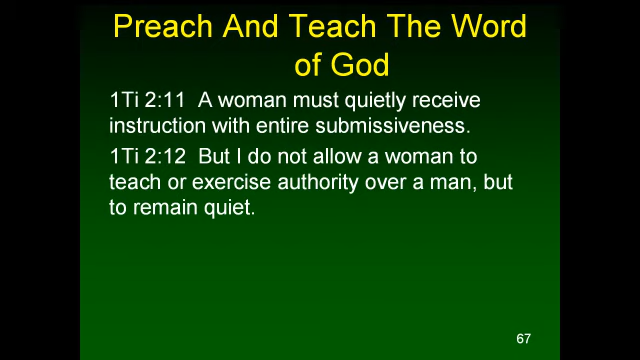 Preach And Teach The Word
of God
1Ti 2:11 A woman must quietly receive
instruction with entire submissiveness.
1Ti 2:12 But I do not allow a woman to
teach or exercise authority over a man, but
to remain quiet.
67